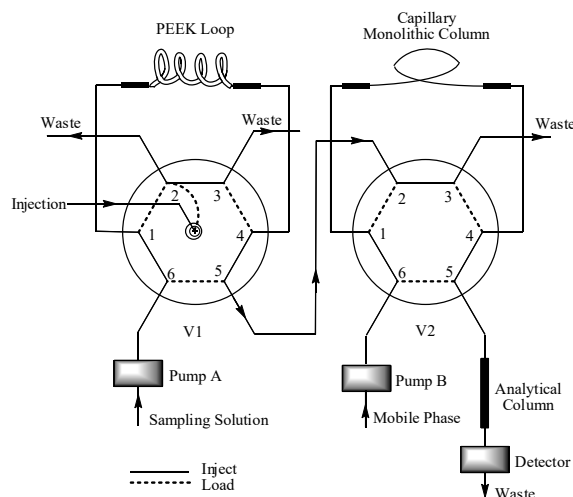 PEEK Loop
Capillary
Monolithic Column
Waste
Waste
Waste
Injection
2
3
1
4
6
5
2
3
1
4
6
5
V1
V2
Pump A
Pump B
Analytical
Column
Sampling Solution
Mobile Phase
Detector
Inject
Load
Waste